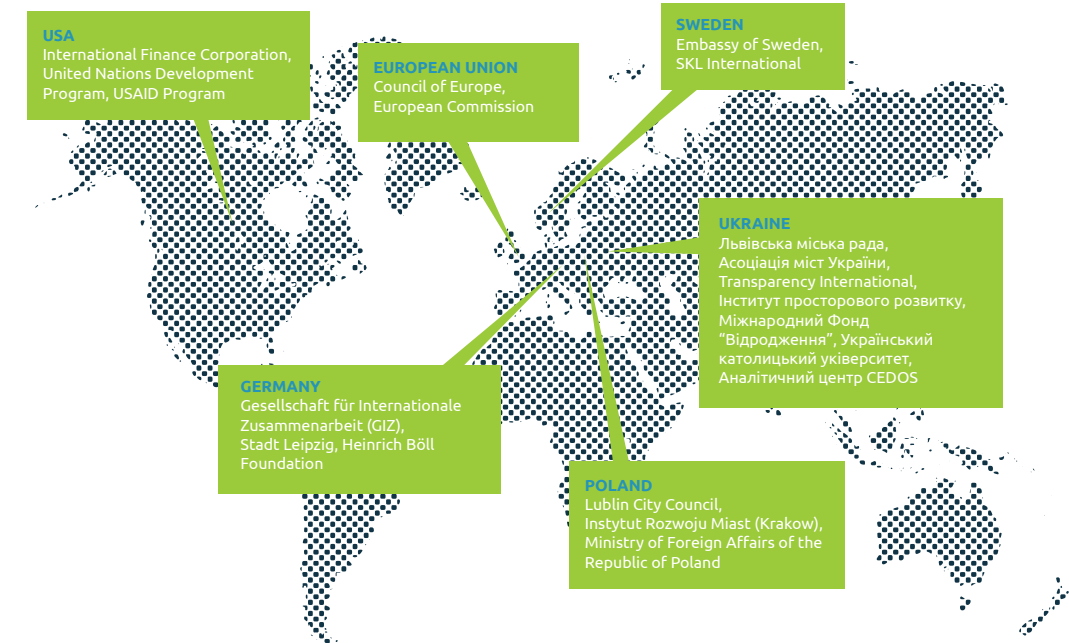 USA
International Finance Corporation,
United Nations Development
Program, USAID Program
EUROPEAN UNION
Council of Europe,
European Commission
SWEDEN
Embassy of Sweden,
SKL International
UKRAINE
Львівська міська рада,
Асоціація міст України,
Transparency International,
Інститут просторового розвитку,
Міжнародний Фонд
“Відродження”, Український
католицький уківерситет,
Аналітичний центр CEDOS
GERMANY
Gesellschaft für Internationale
Zusammenarbeit (GIZ),
Stadt Leipzig, Heinrich Böll
Foundation
POLAND
Lublin City Council,
Instytut Rozwoju Miast (Krakow),
Ministry of Foreign Affairs of the
Republic of Poland